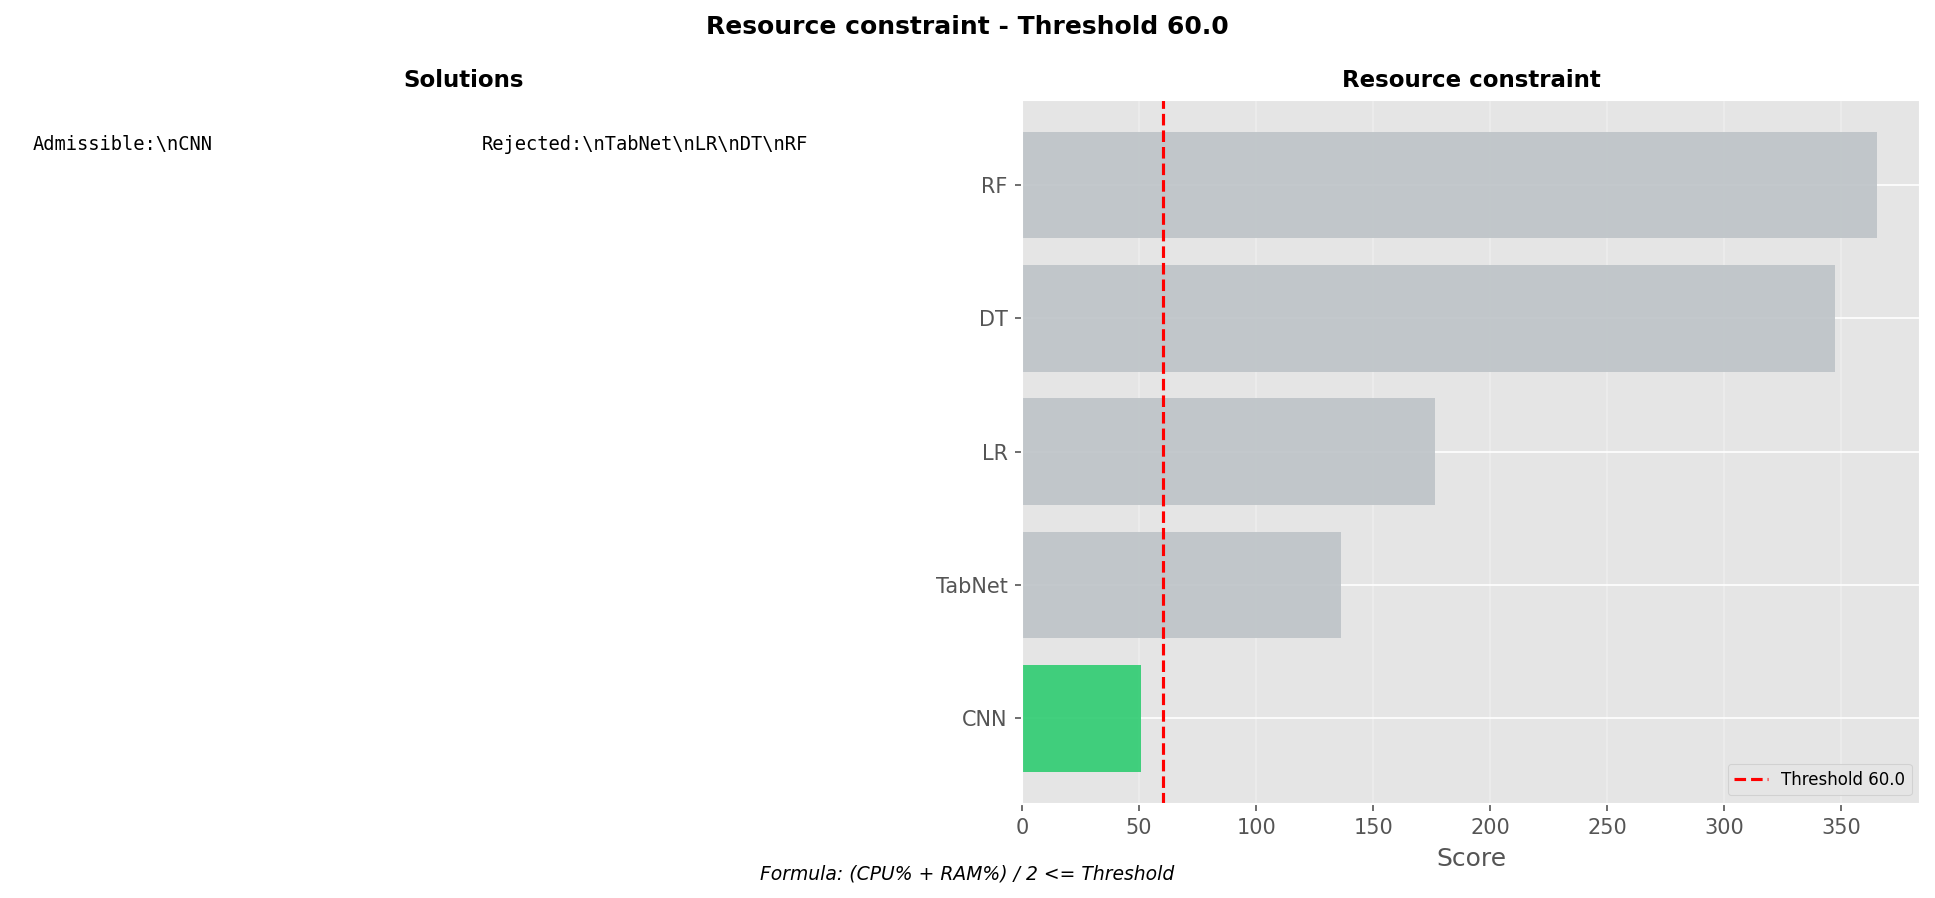 Resource constraint - Threshold 60.0
Solutions
Admissible:\nCNN
Rejected:\nTabNet\nLR\nDT\nRF
Resource constraint
RF
DT
LR
TabNet
CNN
Threshold 60.0
0 50 100 150 200 250 300 350
Score
Formula: (CPU% + RAM%) / 2 <= Threshold